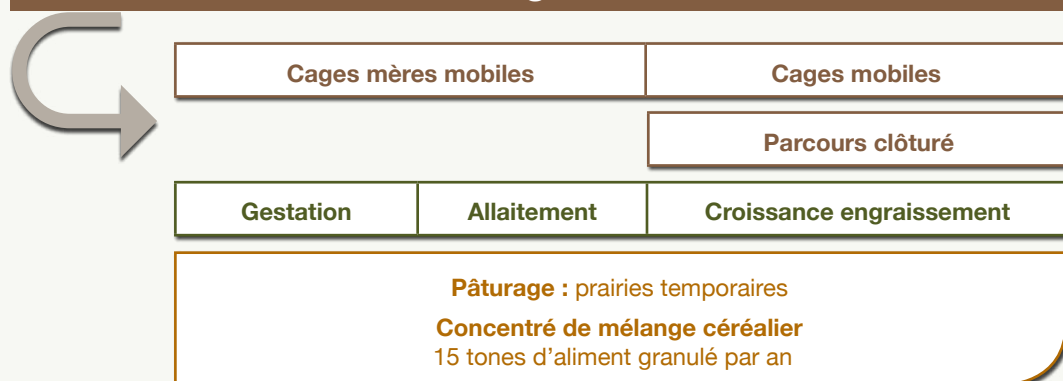 Cages mères mobiles Cages mobiles
Parcours clôturé
Gestation Allaitement Croissance engraissement
Pâturage : prairies temporaires
Concentré de mélange céréalier
15 tones d’aliment granulé par an